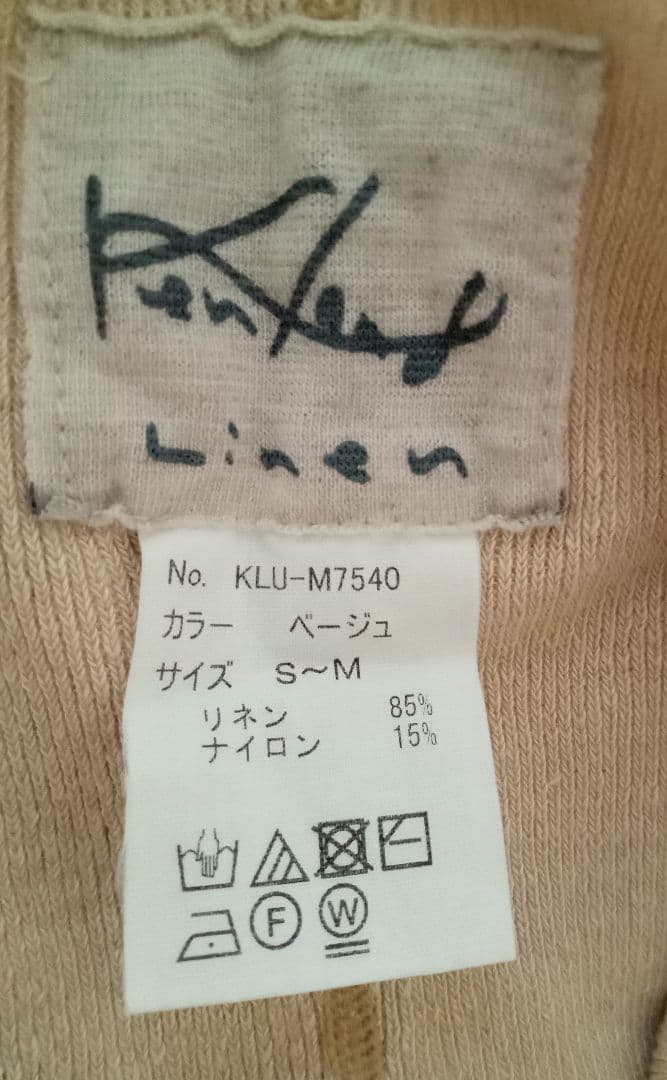 Linen
No. KLU-M7540
カラー ベージュ
サイズ S〜M
リネン 85%
ナイロン 15%
F W